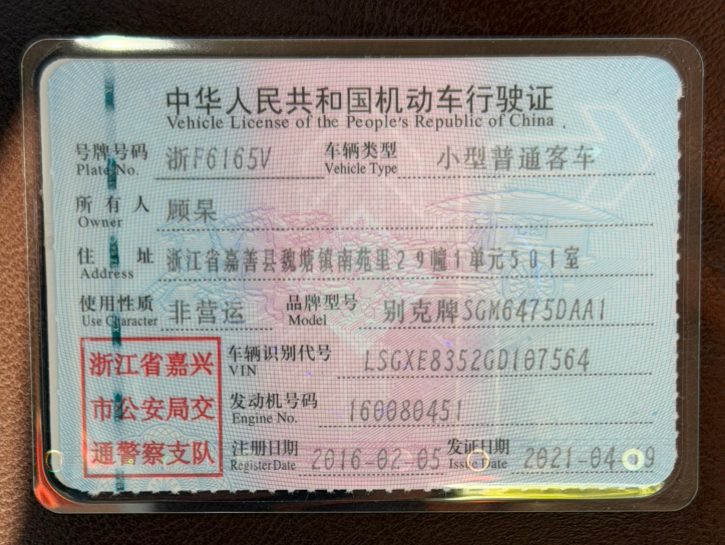 中华人民共和国机动车行驶证
Vehicle License of the People's Republic of China
号牌号码 浙F6165V 车辆类型 小型普通客车
Plate No. Vehicle Type
所有人 顾杲
Owner
住址 浙江省嘉善县魏塘镇南苑里29幢1单元501室
Address
使用性质 非营运 品牌型号 别克牌SGM6475DAA1
Use Character Model
浙江省嘉兴
市公安局交
通警察支队
车辆识别代号 LSGXE8352GD107564
VIN
发动机号码 160080451
Engine No.
注册日期 2016-02-05 发证日期 2021-04-
Register Date Issue Date